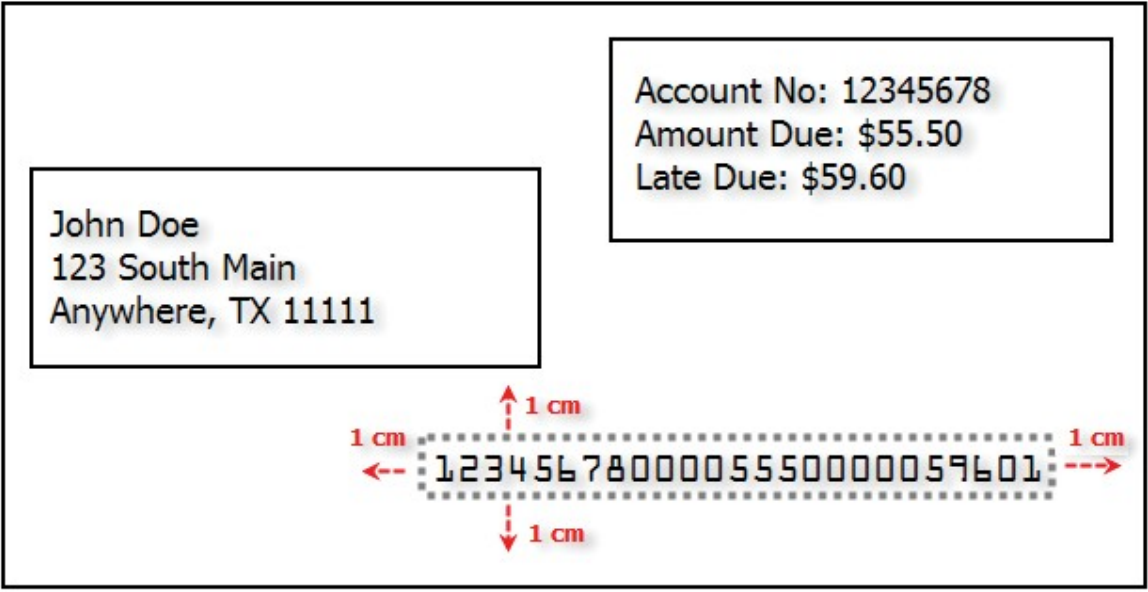 Account No: 12345678
Amount Due: $55.50
Late Due: $59.60
John Doe
123 South Main
Anywhere, TX 11111
1 cm
1 cm
1 cm
1234567800005550000059601
1 cm